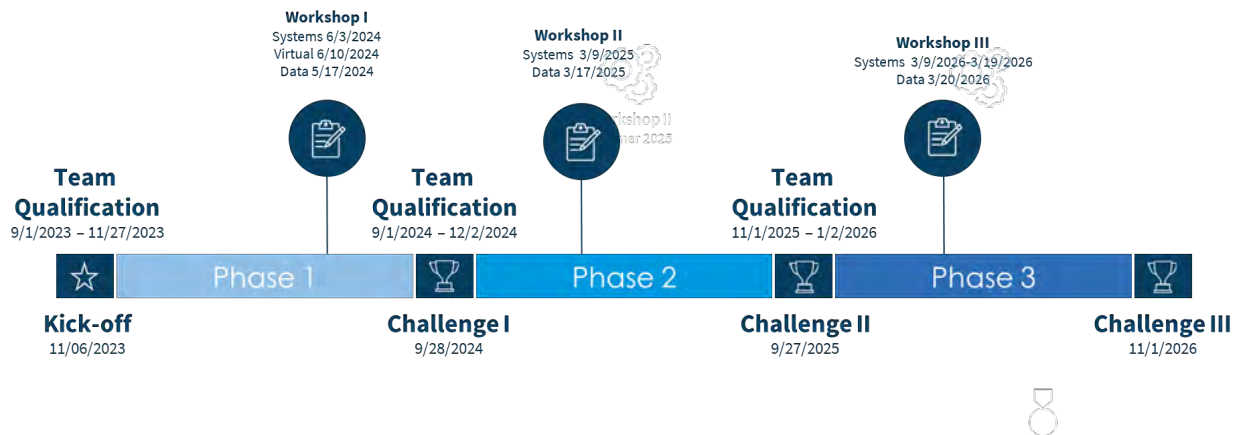 Workshop I
Systems 6/3/2024
Virtual 6/10/2024
Data 5/17/2024
Workshop II
Systems 3/9/2025
Data 3/17/2025
Workshop III
Systems 3/9/2026-3/19/2026
Data 3/20/2026
rkshop II
er 2025
Team
Qualification
9/1/2023 – 11/27/2023
Team
Qualification
9/1/2024 – 12/2/2024
Team
Qualification
11/1/2025 – 1/2/2026
Phase 1
Phase 2
Phase 3
Kick-off
11/06/2023
Challenge I
9/28/2024
Challenge II
9/27/2025
Challenge III
11/1/2026